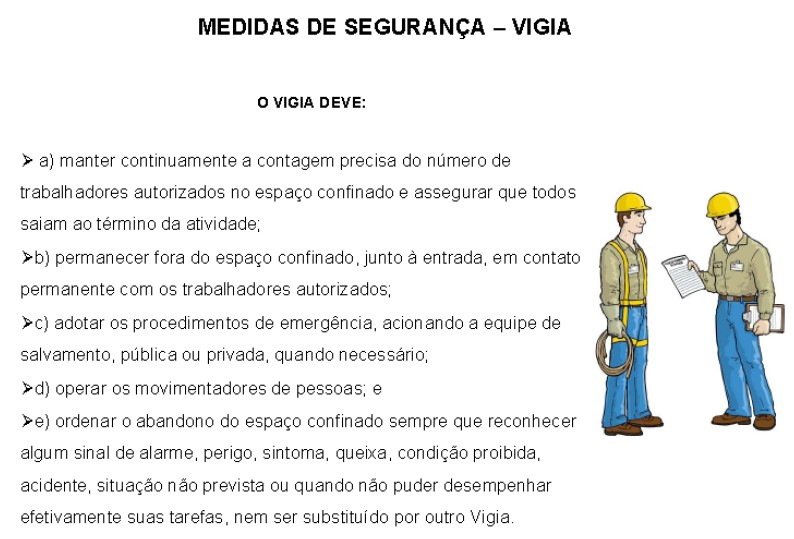 MEDIDAS DE SEGURANÇA – VIGIA
O VIGIA DEVE:
➢ a) manter continuamente a contagem precisa do número de
trabalhadores autorizados no espaço confinado e assegurar que todos
saiam ao término da atividade;
➢b) permanecer fora do espaço confinado, junto à entrada, em contato
permanente com os trabalhadores autorizados;
➢c) adotar os procedimentos de emergência, acionando a equipe de
salvamento, pública ou privada, quando necessário;
➢d) operar os movimentadores de pessoas; e
➢e) ordenar o abandono do espaço confinado sempre que reconhecer
algum sinal de alarme, perigo, sintoma, queixa, condição proibida,
acidente, situação não prevista ou quando não puder desempenhar
efetivamente suas tarefas, nem ser substituído por outro Vigia.